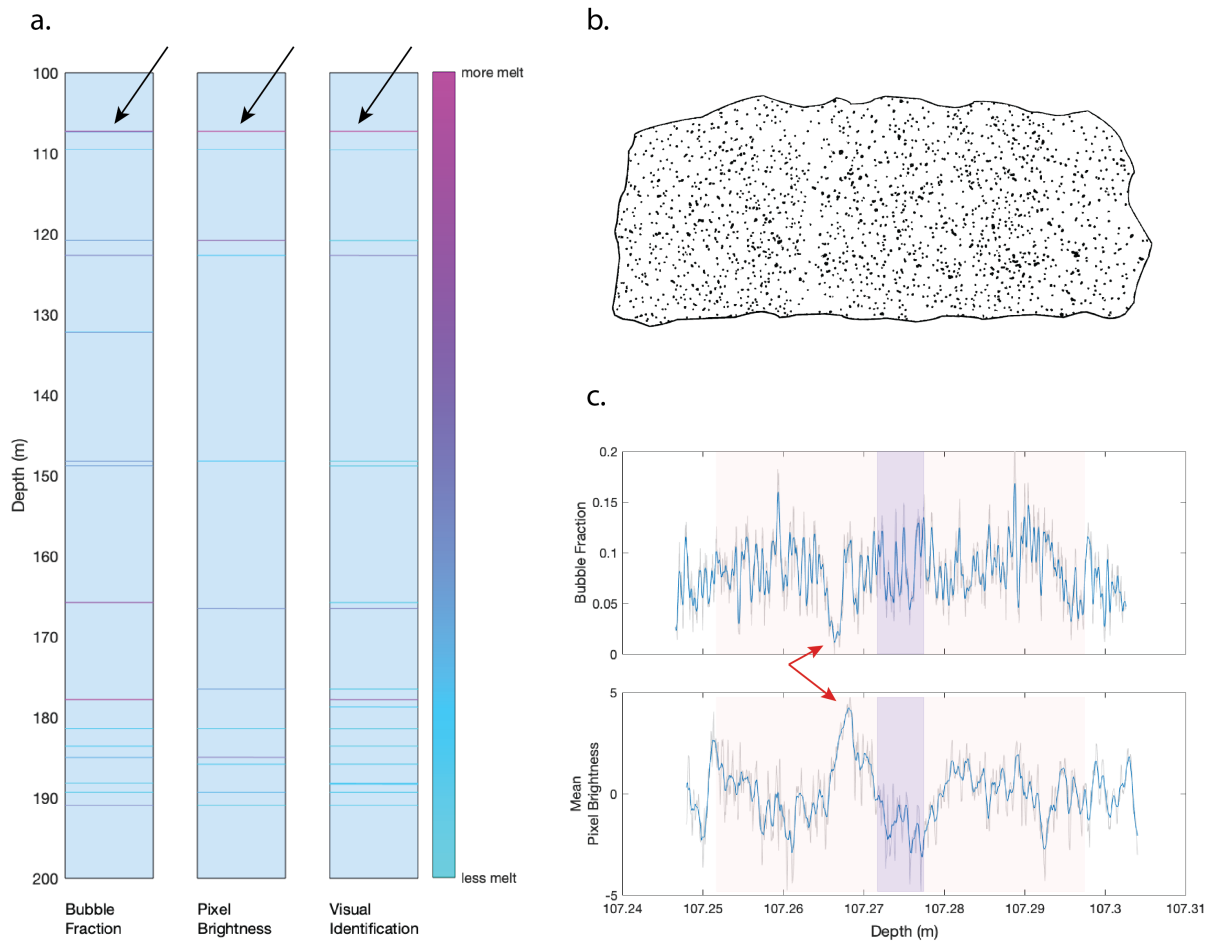 a.
more melt
100
110
120
130
140
150
160
170
180
190
200
Depth (m)
less melt
Bubble
Fraction
Pixel
Brightness
Visual
Identification
b.
c.
0.2
0.15
0.1
0.05
0
Bubble Fraction
5
0
-5
Mean
Pixel Brightness
107.24 107.25 107.26 107.27 107.28 107.29 107.3 107.31
Depth (m)